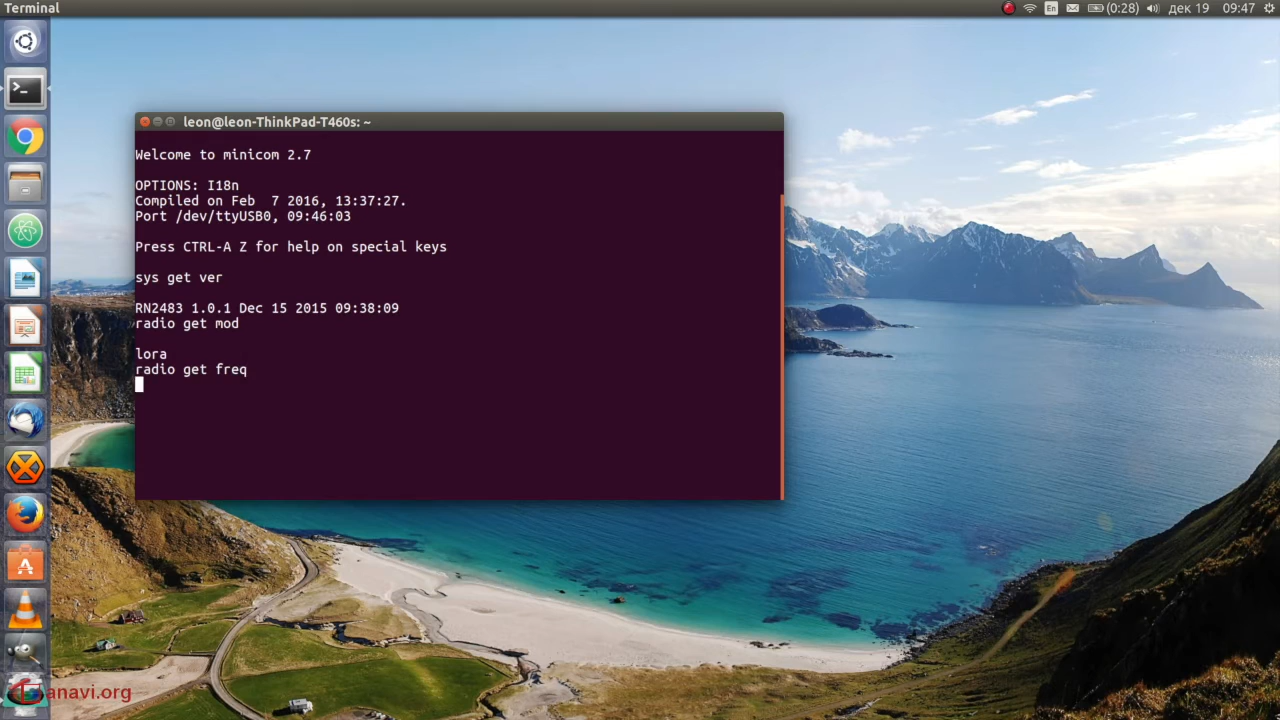 Terminal
En
(0:28)
дек 19
09:47
leon@leon-ThinkPad-T460s: ~
Welcome to minicom 2.7
OPTIONS: I18n
Compiled on Feb  7 2016, 13:37:27.
Port /dev/ttyUSB0, 09:46:03
Press CTRL-A Z for help on special keys
sys get ver
RN2483 1.0.1 Dec 15 2015 09:38:09
radio get mod
lora
radio get freq
anavi.org